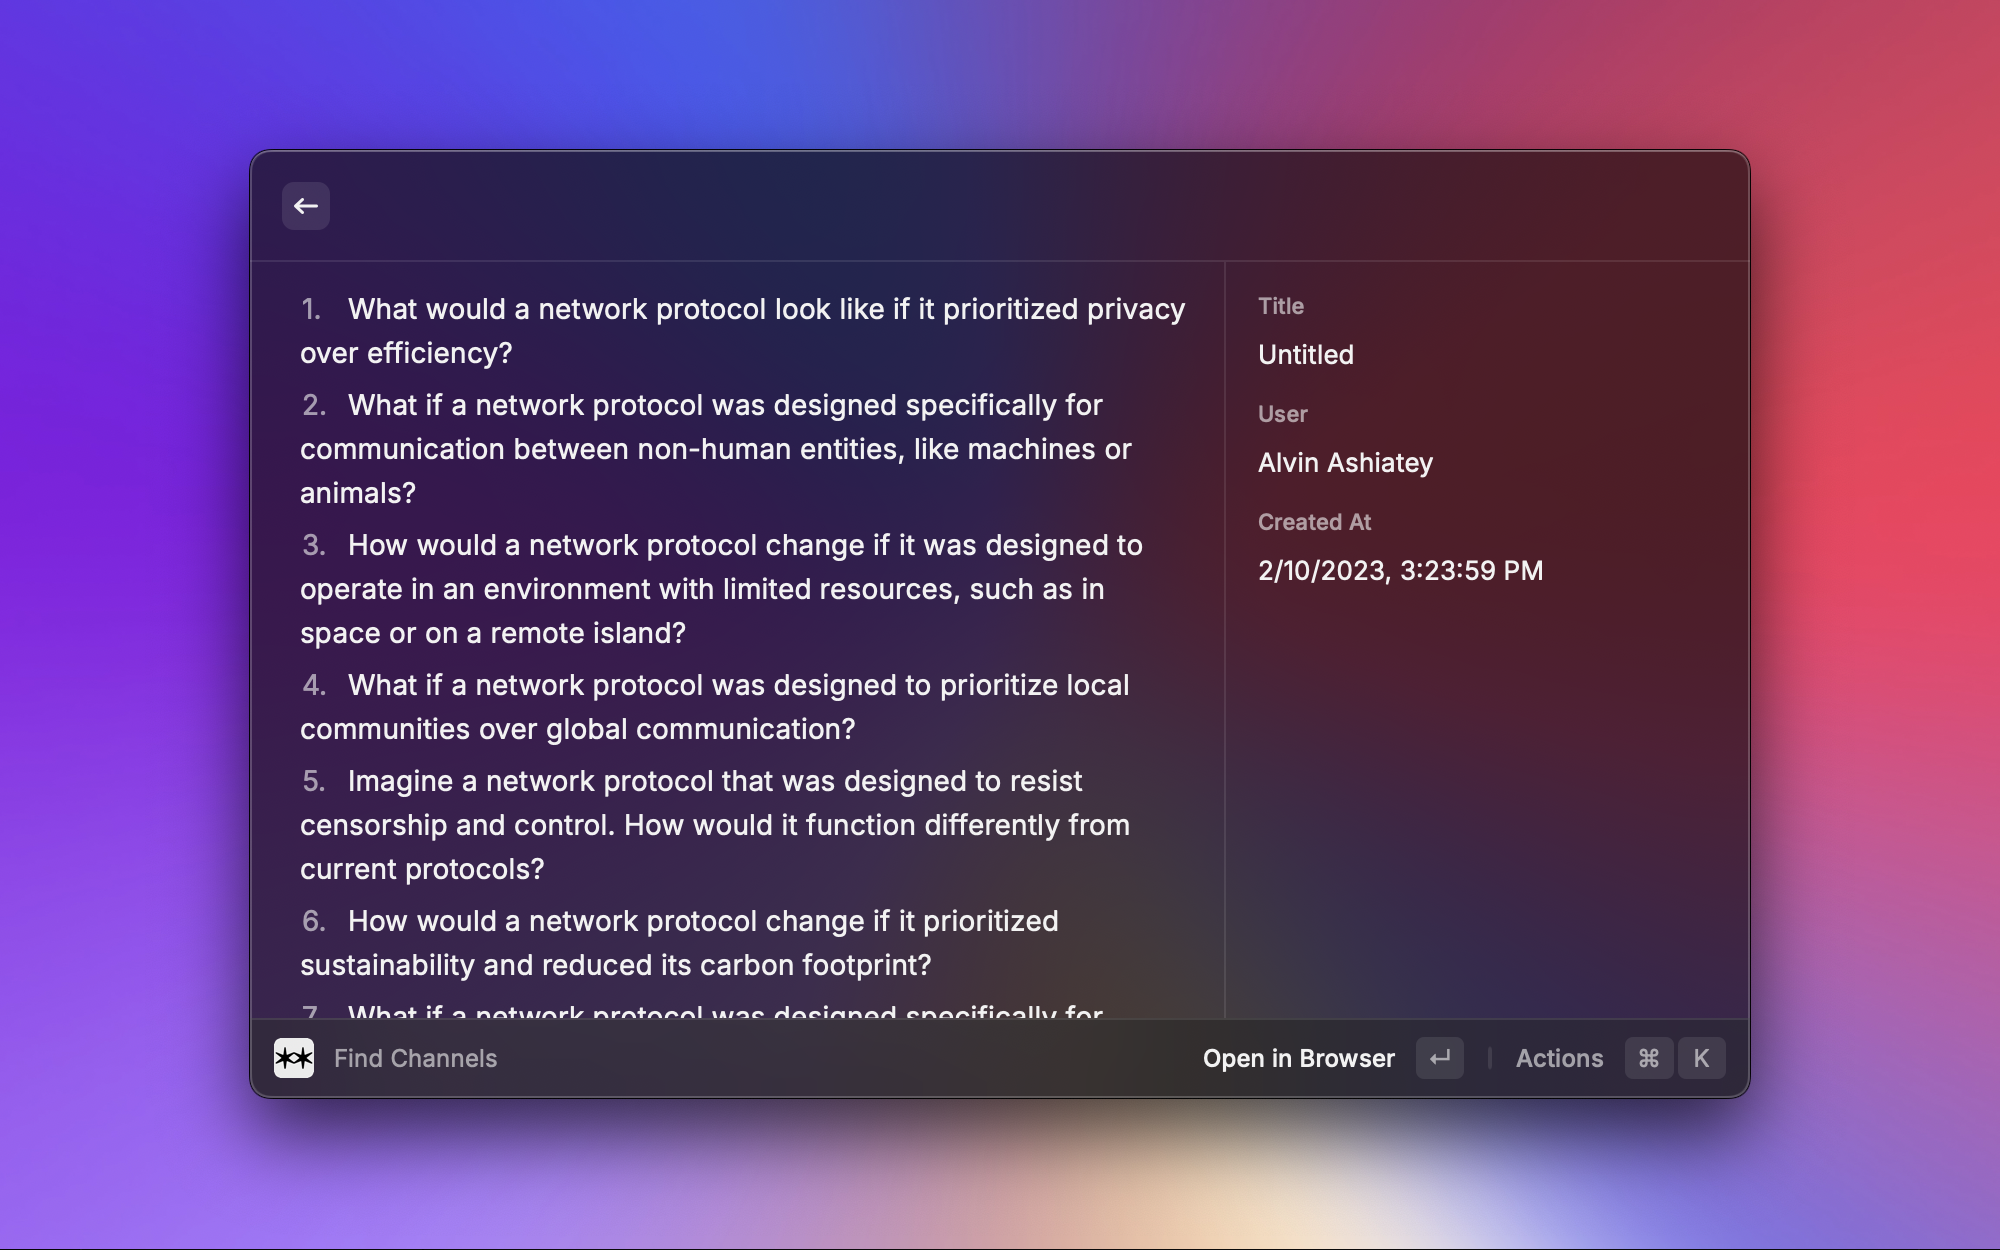 1. What would a network protocol look like if it prioritized privacy
over efficiency?
2. What if a network protocol was designed specifically for
communication between non-human entities, like machines or
animals?
3. How would a network protocol change if it was designed to
operate in an environment with limited resources, such as in
space or on a remote island?
4. What if a network protocol was designed to prioritize local
communities over global communication?
5. Imagine a network protocol that was designed to resist
censorship and control. How would it function differently from
current protocols?
6. How would a network protocol change if it prioritized
sustainability and reduced its carbon footprint?
7. What if a network protocol was designed specifically for
Title
Untitled
User
Alvin Ashiatey
Created At
2/10/2023, 3:23:59 PM
Find Channels
Open in Browser ↵
Actions ⌘ K